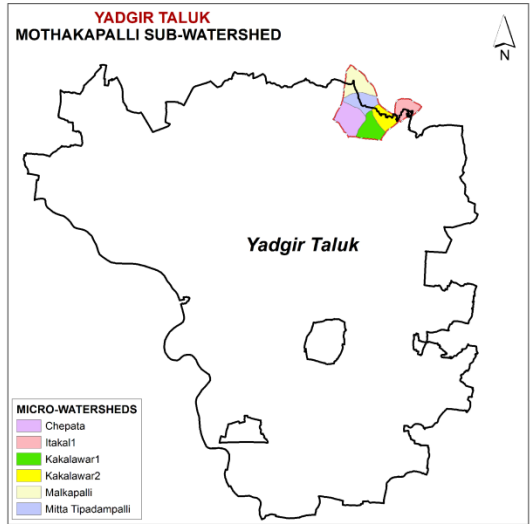 YADGIR TALUK
MOTHAKAPALLI SUB-WATERSHED
N
Yadgir Taluk
MICRO-WATERSHEDS
Chepata
Itakal1
Kakalawar1
Kakalawar2
Malkapalli
Mitta Tipadampalli